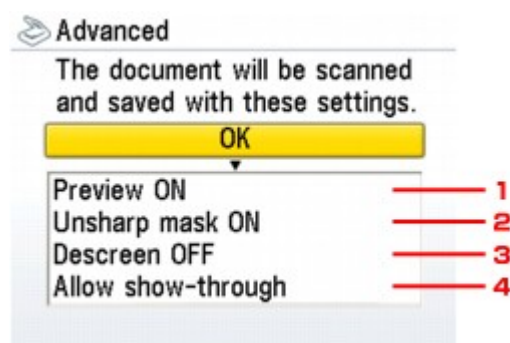 Advanced
The document will be scanned
and saved with these settings.
OK
Preview ON 1
Unsharp mask ON 2
Descreen OFF 3
Allow show-through 4